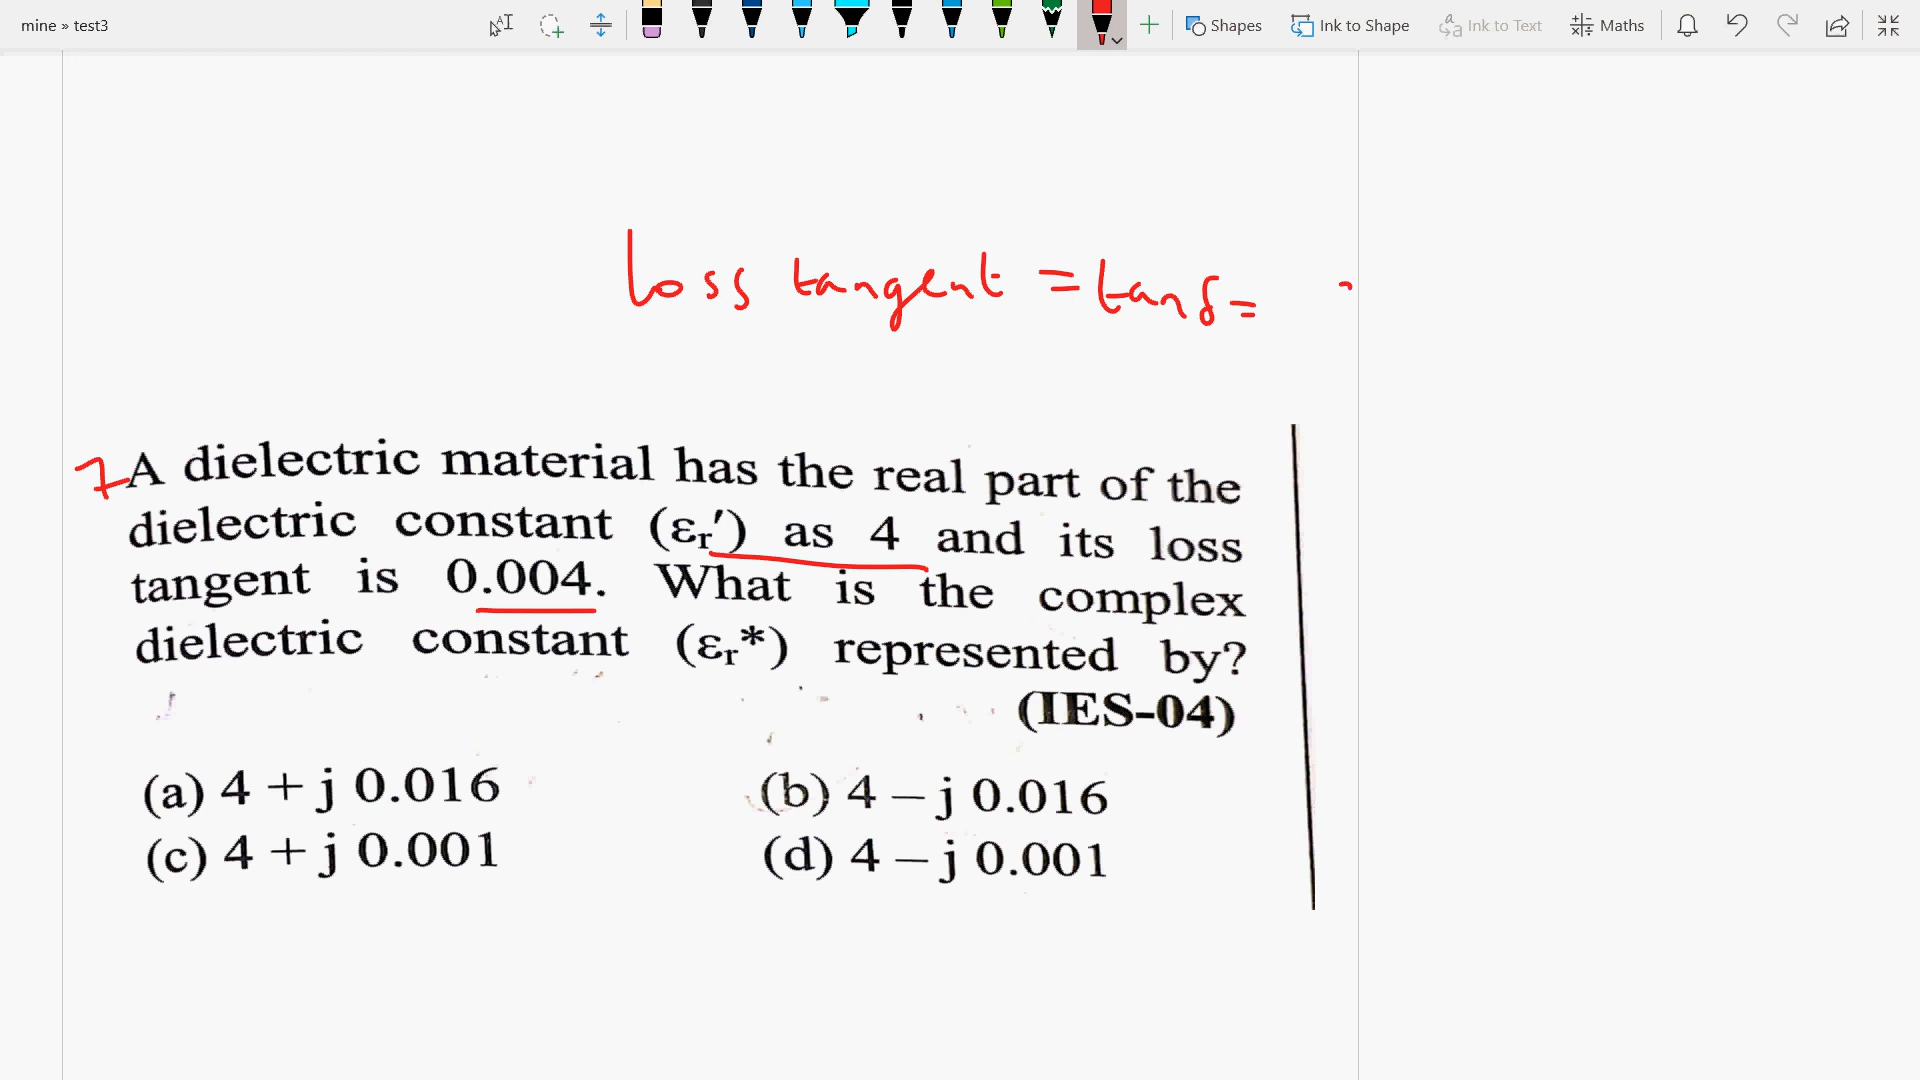 mine » test3
Shapes Ink to Shape Ink to Text Maths
Loss tangent = tanδ =
7 A dielectric material has the real part of the
dielectric constant (εr′) as 4 and its loss
tangent is 0.004. What is the complex
dielectric constant (εr*) represented by?
(IES-04)
(a) 4 + j 0.016 (b) 4 – j 0.016
(c) 4 + j 0.001 (d) 4 – j 0.001